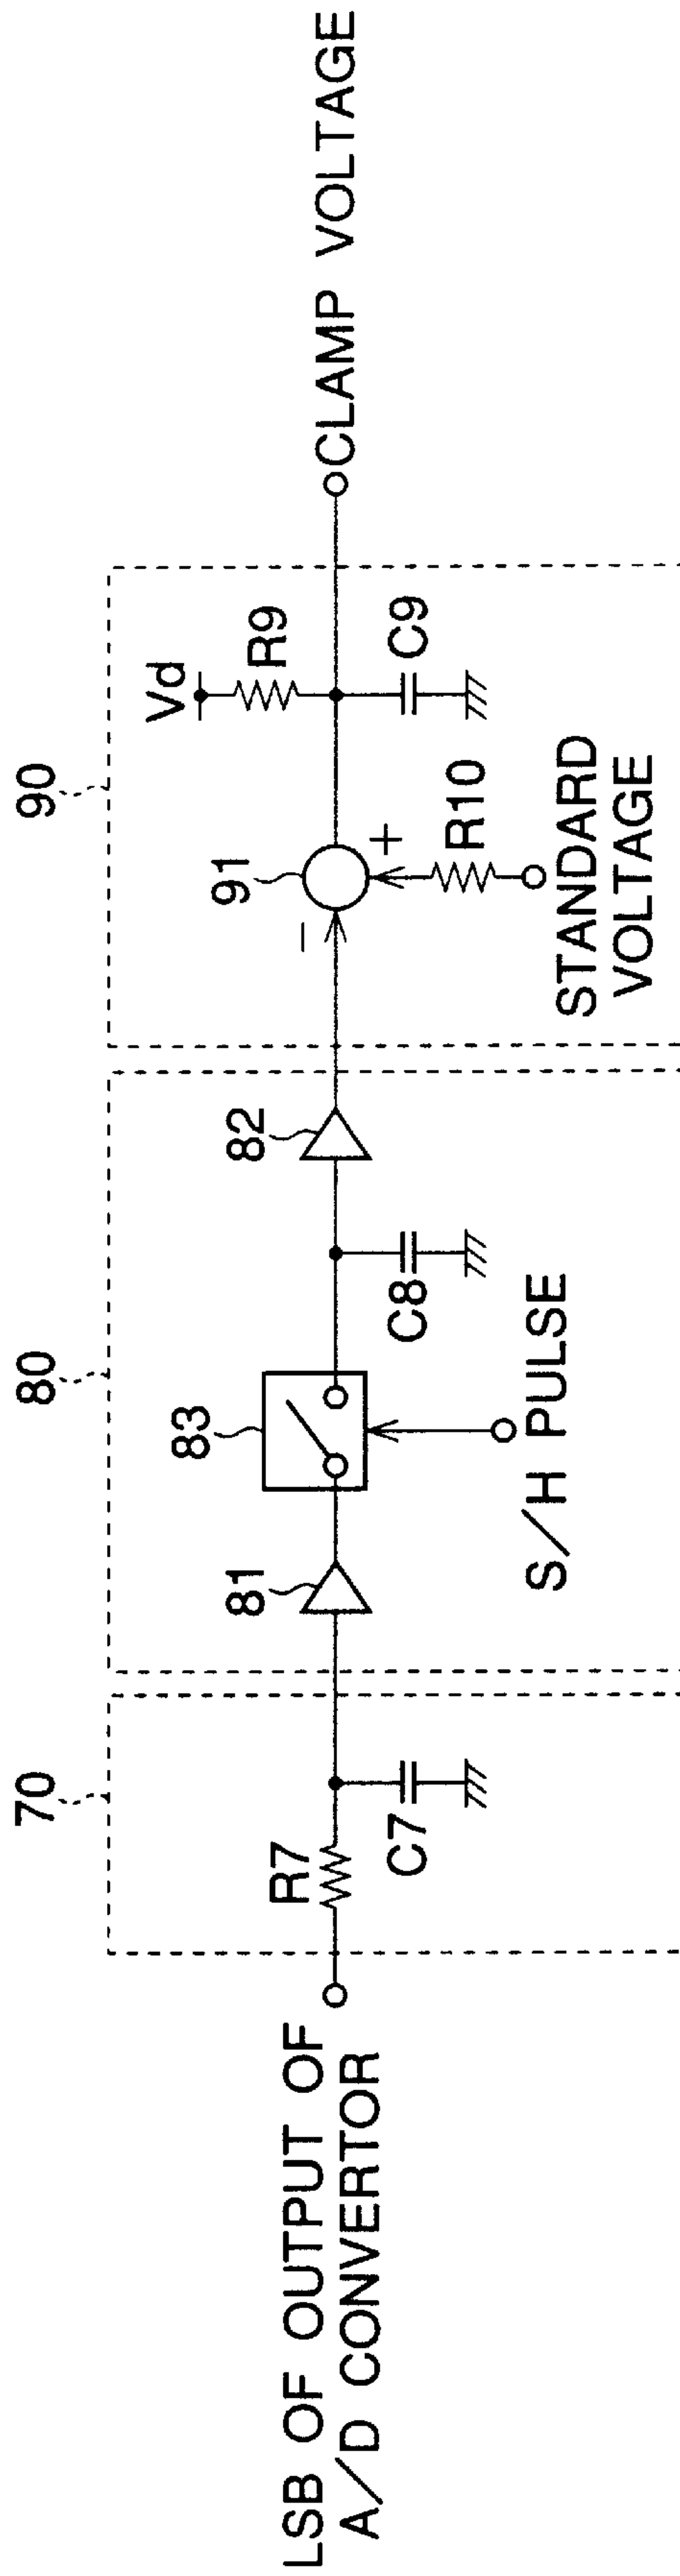 70
80
90
LSB OF OUTPUT OF
A/D CONVERTOR
R7
C7
81
83
S/H PULSE
C8
82
91
−
+
R10
STANDARD
VOLTAGE
Vd
R9
C9
CLAMP VOLTAGE